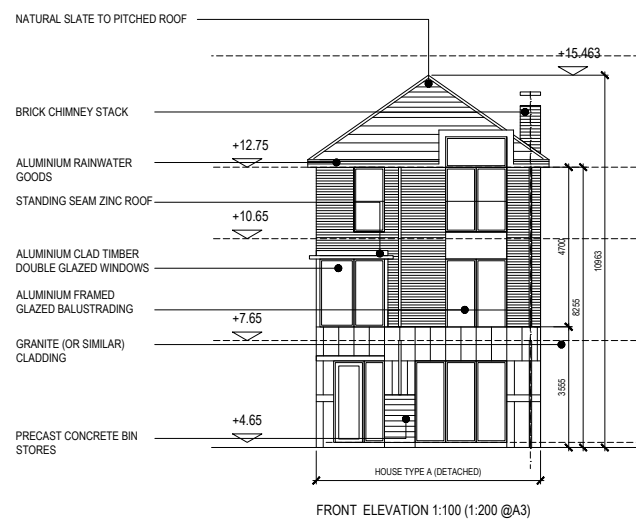 NATURAL SLATE TO PITCHED ROOF
+15.463
BRICK CHIMNEY STACK
+12.75
ALUMINIUM RAINWATER
GOODS
STANDING SEAM ZINC ROOF
+10.65
ALUMINIUM CLAD TIMBER
DOUBLE GLAZED WINDOWS
4700
10963
8255
ALUMINIUM FRAMED
GLAZED BALUSTRADING
+7.65
GRANITE (OR SIMILAR)
CLADDING
3555
+4.65
PRECAST CONCRETE BIN
STORES
HOUSE TYPE A (DETACHED)
FRONT ELEVATION 1:100 (1:200 @A3)